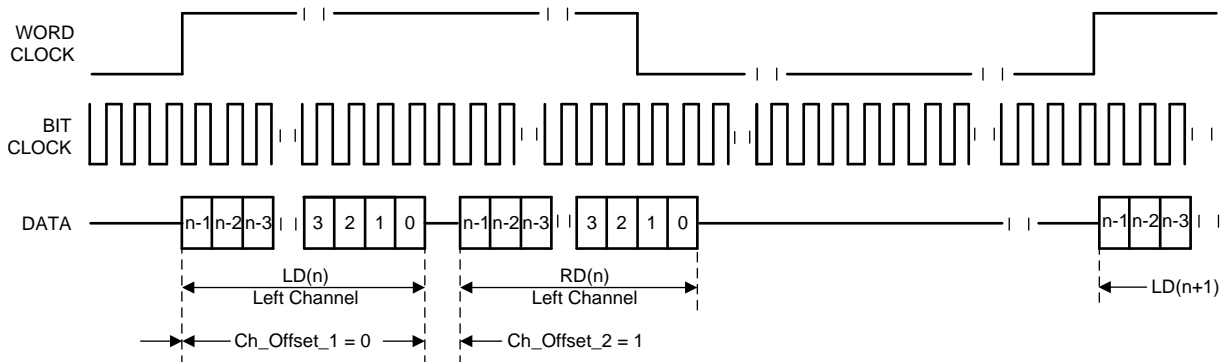 WORD
CLOCK
BIT
CLOCK
DATA
n-1 n-2 n-3 3 2 1 0 n-1 n-2 n-3 3 2 1 0 n-1 n-2 n-3
LD(n)
Left Channel
RD(n)
Left Channel
LD(n+1)
Ch_Offset_1 = 0
Ch_Offset_2 = 1